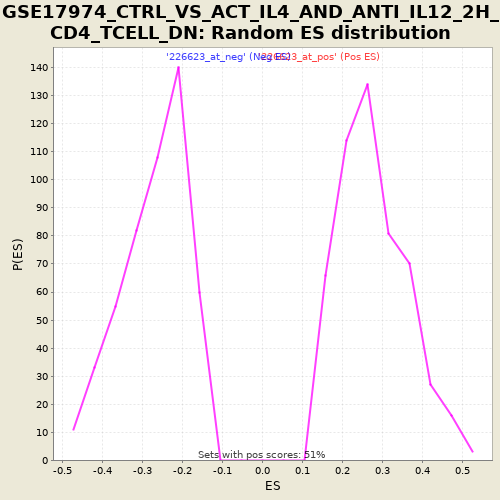 GSE17974_CTRL_VS_ACT_IL4_AND_ANTI_IL12_2H_
CD4_TCELL_DN: Random ES distribution
'226623_at_neg' (Neg ES) '226623_at_pos' (Pos ES)
140
130
120
110
100
90
80
70
60
50
40
30
20
10
0
P(ES)
Sets with pos scores: 51%
-0.5 -0.4 -0.3 -0.2 -0.1 0.0 0.1 0.2 0.3 0.4 0.5
ES